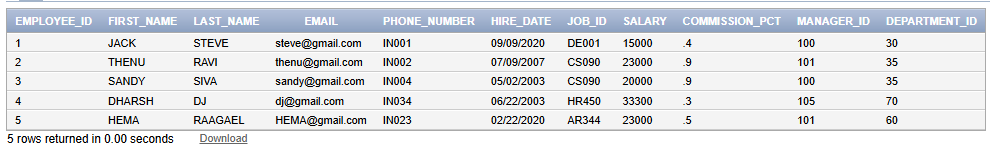 EMPLOYEE_ID FIRST_NAME LAST_NAME EMAIL PHONE_NUMBER HIRE_DATE JOB_ID SALARY COMMISSION_PCT MANAGER_ID DEPARTMENT_ID
1 JACK STEVE steve@gmail.com IN001 09/09/2020 DE001 15000 .4 100 30
2 THENU RAVI thenu@gmail.com IN002 07/09/2007 CS090 23000 .9 101 35
3 SANDY SIVA sandy@gmail.com IN004 05/02/2003 CS090 20000 .9 100 35
4 DHARSH DJ dj@gmail.com IN034 06/22/2003 HR450 33300 .3 105 70
5 HEMA RAAGAEL HEMA@gmail.com IN023 02/22/2020 AR344 23000 .5 101 60
5 rows returned in 0.00 seconds Download